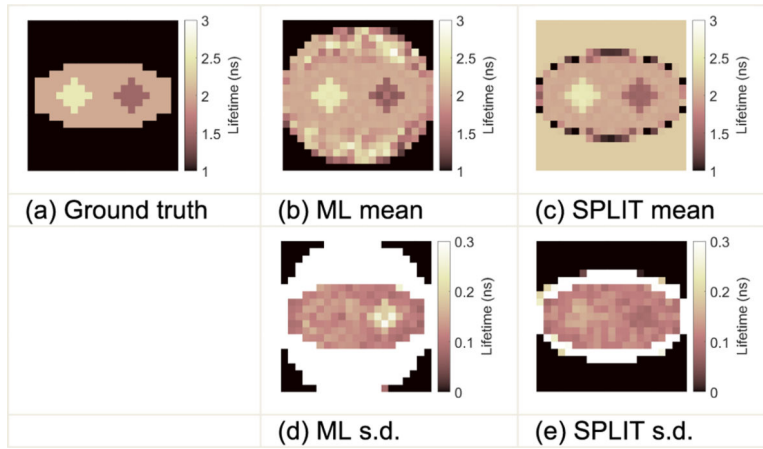 3
2.5
2
1.5
1
Lifetime (ns)
3
2.5
2
1.5
1
Lifetime (ns)
3
2.5
2
1.5
1
Lifetime (ns)
(a) Ground truth
(b) ML mean
(c) SPLIT mean
0.3
0.2
0.1
0
Lifetime (ns)
0.3
0.2
0.1
0
Lifetime (ns)
(d) ML s.d.
(e) SPLIT s.d.